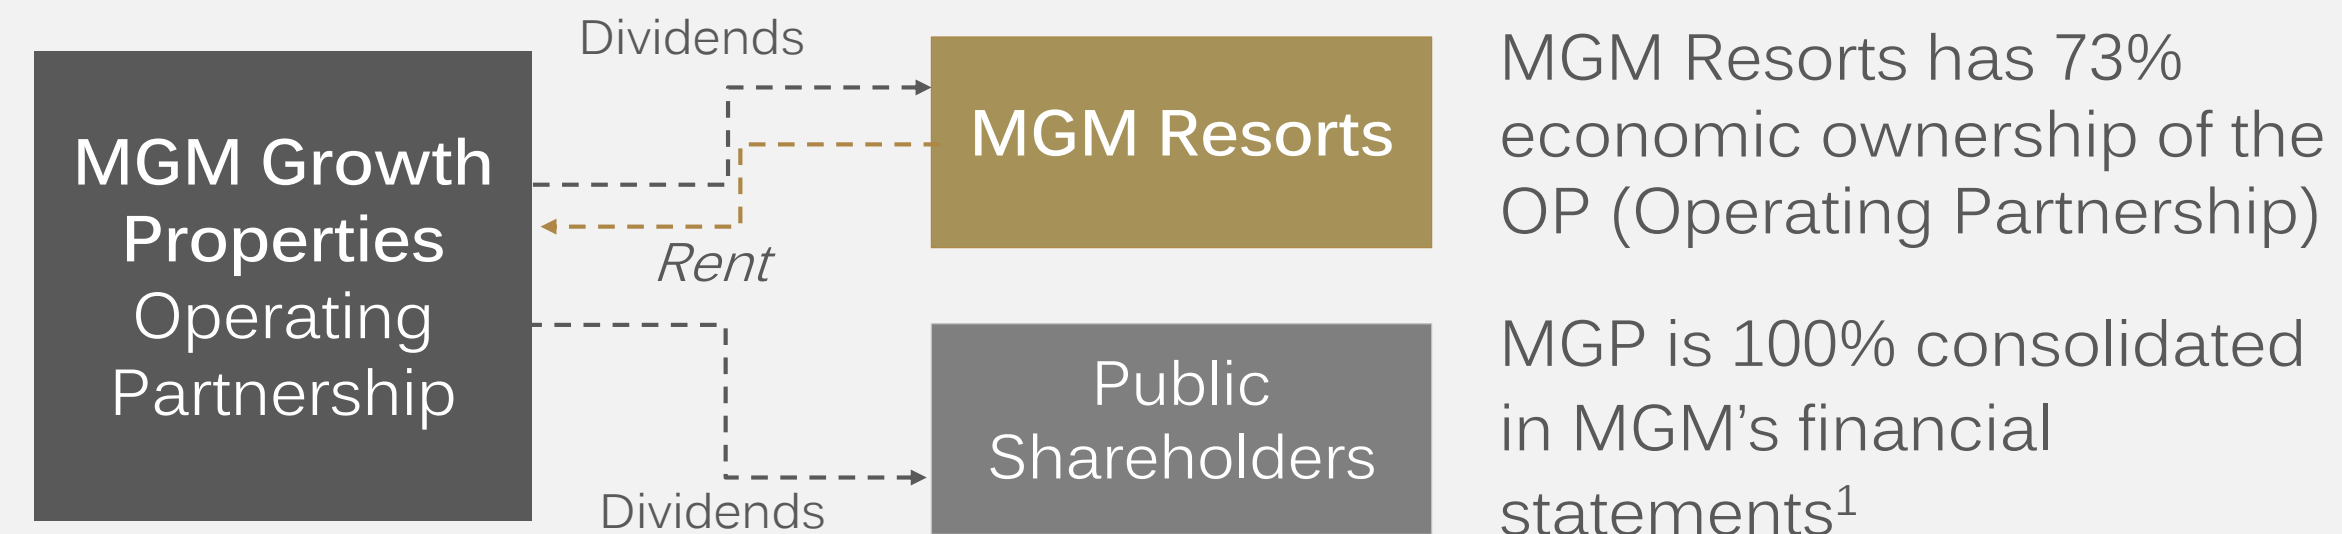 Dividends
MGM Growth
Properties
Operating
Partnership
MGM Resorts
Rent
Public
Shareholders
Dividends
MGM Resorts has 73%
economic ownership of the
OP (Operating Partnership)
MGP is 100% consolidated
in MGM’s financial
statements¹